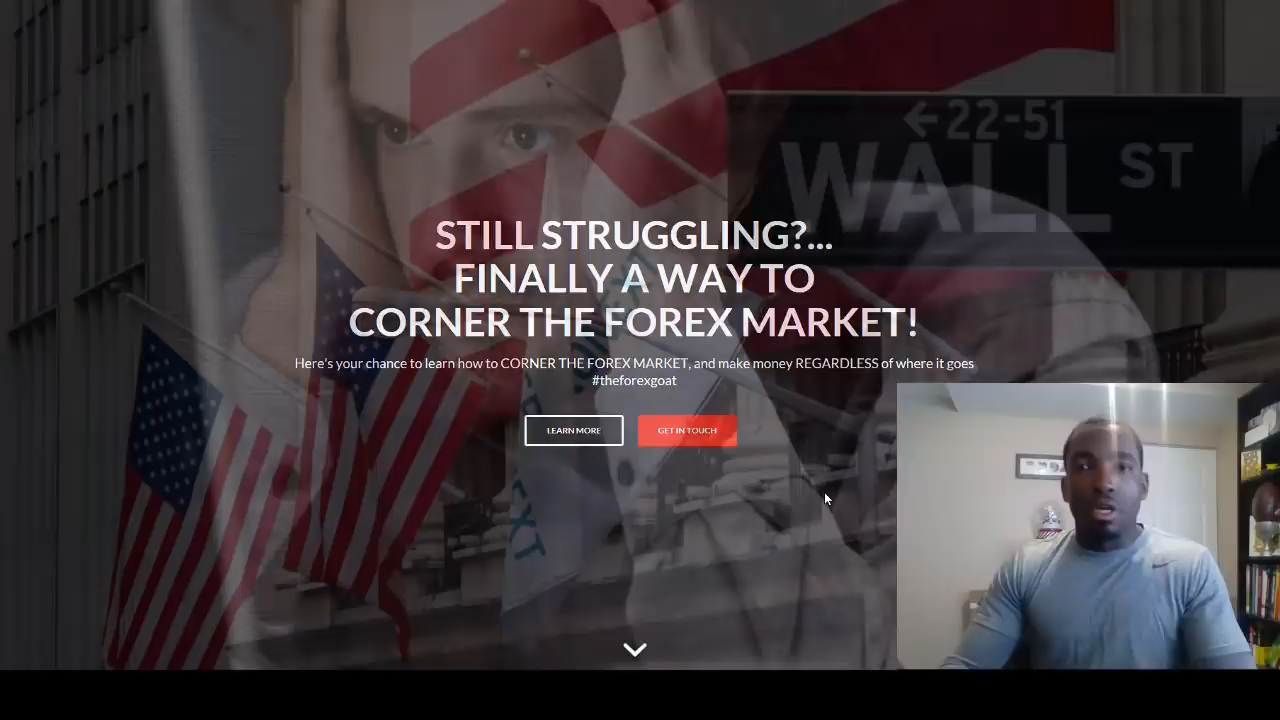 ←22-51
WALL ST
STILL STRUGGLING?...
FINALLY A WAY TO
CORNER THE FOREX MARKET!
Here's your chance to learn how to CORNER THE FOREX MARKET, and make money REGARDLESS of where it goes
#theforexgoat
LEARN MORE
GET IN TOUCH